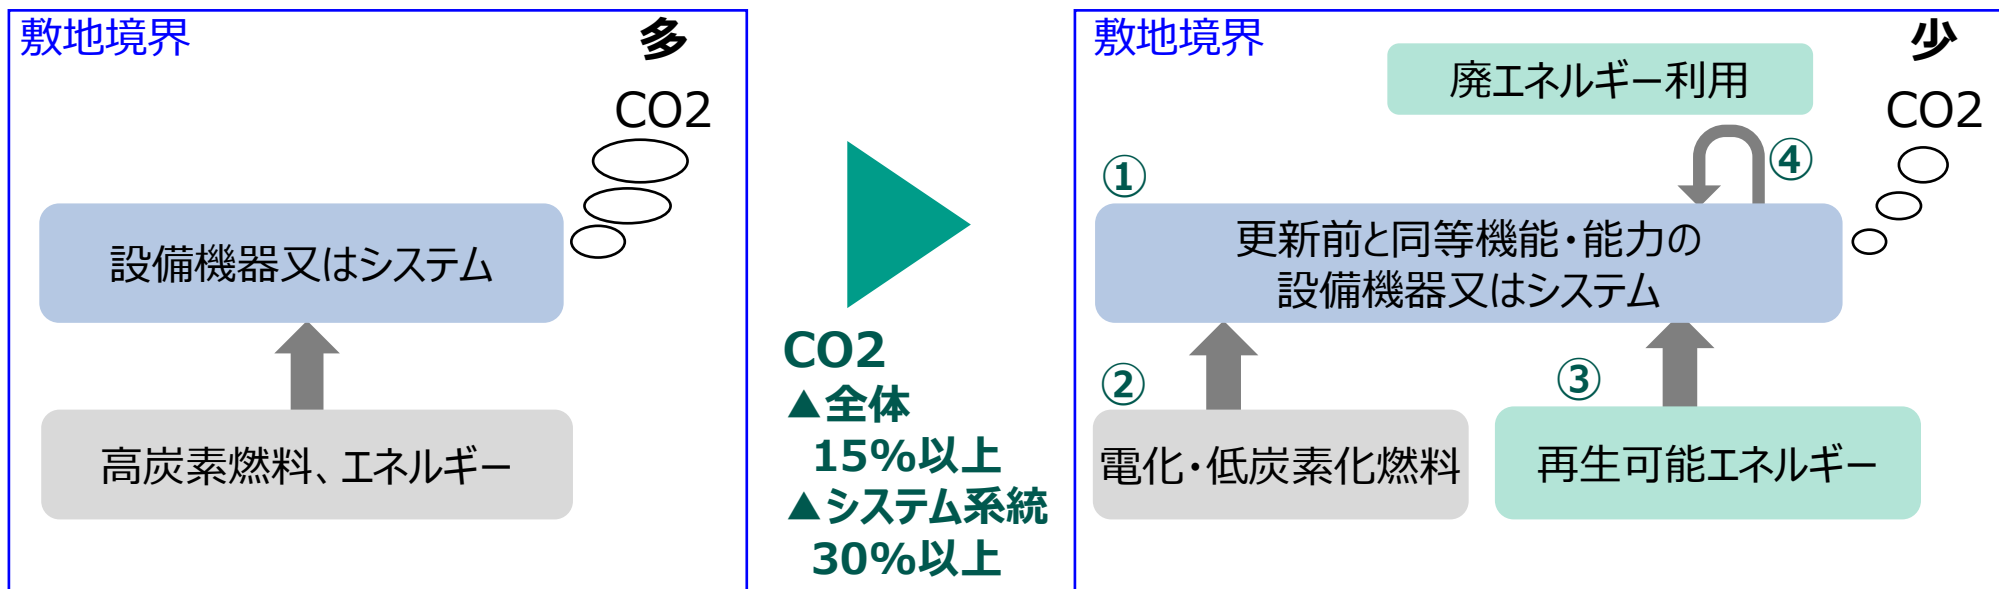 敷地境界
多
CO2
設備機器又はシステム
高炭素燃料、エネルギー
CO2
▲全体
15%以上
▲システム系統
30%以上
敷地境界
少
廃エネルギー利用
CO2
④
①
更新前と同等機能・能力の
設備機器又はシステム
②
③
電化・低炭素化燃料
再生可能エネルギー